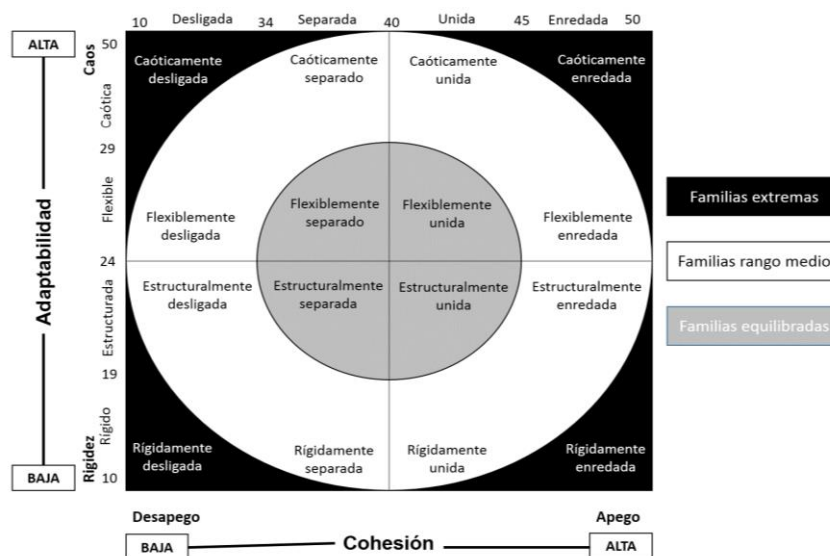 10 Desligada 34 Separada 40 Unida 45 Enredada 50
ALTA
50
Caos
Caóticamente
desligada
Caóticamente
separado
Caóticamente
unida
Caóticamente
enredada
Caótica
29
Flexible
Flexiblemente
desligada
Flexiblemente
separado
Flexiblemente
unida
Flexiblemente
enredada
24
Adaptabilidad
Estructurada
Estructuralmente
desligada
Estructuralmente
separada
Estructuralmente
unida
Estructuralmente
enredada
19
Rígido
Rigidez
Rígidamente
desligada
Rígidamente
separada
Rígidamente
unida
Rígidamente
enredada
10
BAJA
Familias extremas
Familias rango medio
Familias equilibradas
Desapego
Apego
BAJA
Cohesión
ALTA